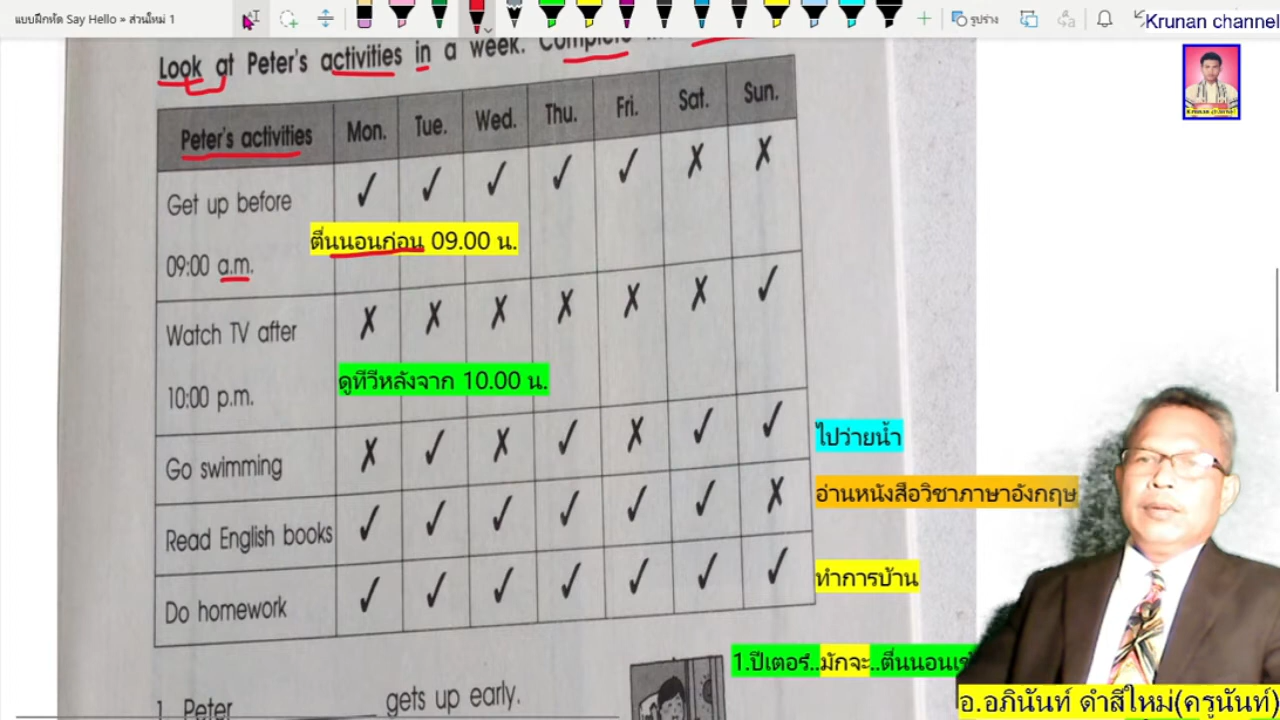 แบบฝึกหัด Say Hello » ส่วนใหม่ 1
รูปร่าง
Krunan channel
Look at Peter's activities in a week. Complete
Peter's activities Mon. Tue. Wed. Thu. Fri. Sat. Sun.
Get up before ✓ ✓ ✓ ✓ ✓ ✗ ✗
ตื่นนอนก่อน 09.00 น.
09:00 a.m.
Watch TV after ✗ ✗ ✗ ✗ ✗ ✗ ✓
ดูทีวีหลังจาก 10.00 น.
10:00 p.m.
Go swimming ✗ ✓ ✗ ✓ ✗ ✓ ✓
ไปว่ายน้ำ
Read English books ✓ ✓ ✓ ✓ ✓ ✓ ✗
อ่านหนังสือวิชาภาษาอังกฤษ
Do homework ✓ ✓ ✓ ✓ ✓ ✓ ✓
ทำการบ้าน
1.ปีเตอร์..มักจะ..ตื่นนอน
1. Peter ________ gets up early.
อ.อภินันท์ ดำสีใหม่(ครูนันท์)